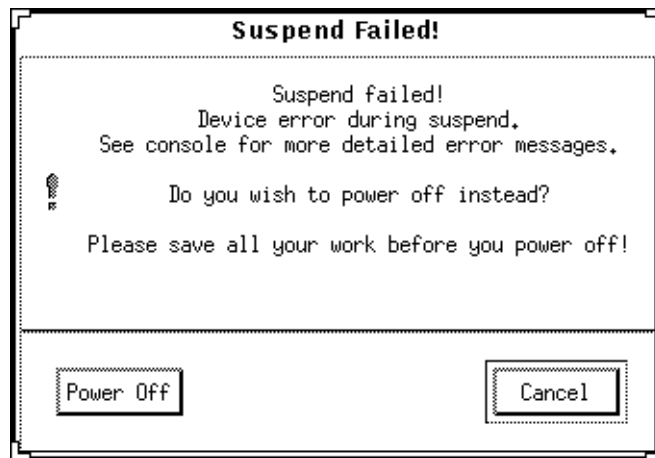 Suspend Failed!
Suspend failed!
Device error during suspend.
See console for more detailed error messages.
Do you wish to power off instead?
Please save all your work before you power off!
Power Off Cancel